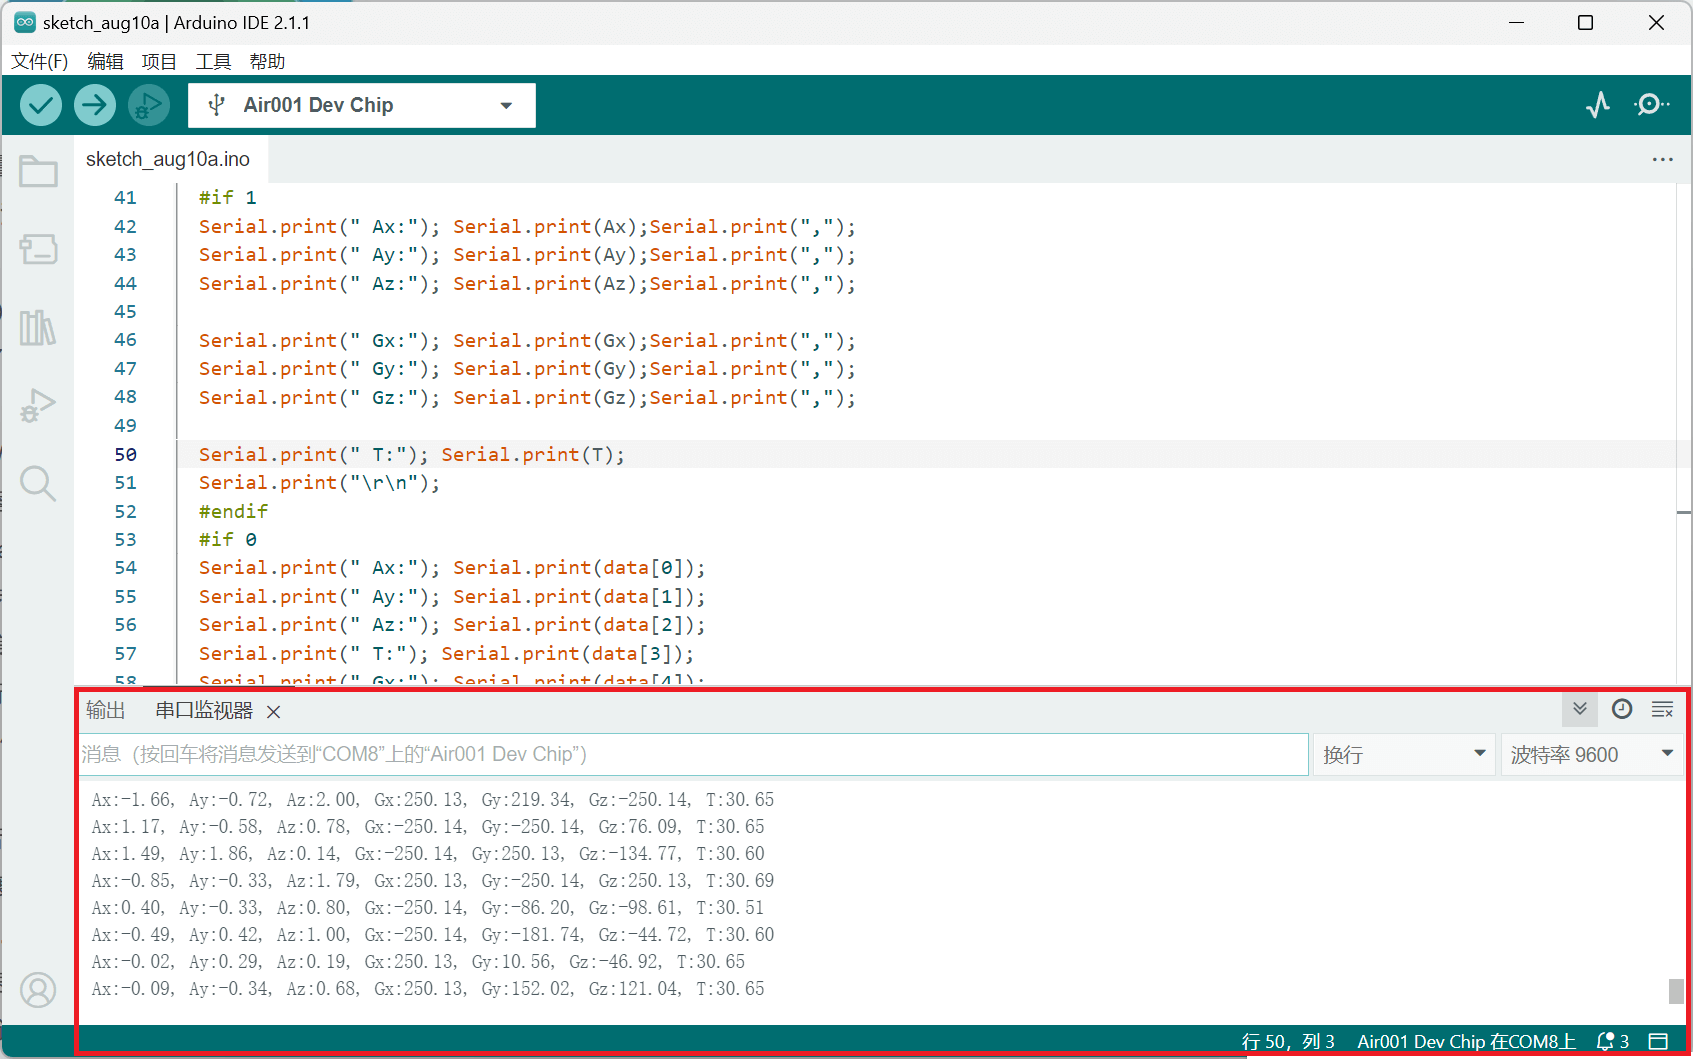 sketch_aug10a | Arduino IDE 2.1.1
文件(F) 编辑 项目 工具 帮助
Air001 Dev Chip
sketch_aug10a.ino
41 #if 1
42 Serial.print(" Ax:"); Serial.print(Ax);Serial.print(",");
43 Serial.print(" Ay:"); Serial.print(Ay);Serial.print(",");
44 Serial.print(" Az:"); Serial.print(Az);Serial.print(",");
45
46 Serial.print(" Gx:"); Serial.print(Gx);Serial.print(",");
47 Serial.print(" Gy:"); Serial.print(Gy);Serial.print(",");
48 Serial.print(" Gz:"); Serial.print(Gz);Serial.print(",");
49
50 Serial.print(" T:"); Serial.print(T);
51 Serial.print("\r\n");
52 #endif
53 #if 0
54 Serial.print(" Ax:"); Serial.print(data[0]);
55 Serial.print(" Ay:"); Serial.print(data[1]);
56 Serial.print(" Az:"); Serial.print(data[2]);
57 Serial.print(" T:"); Serial.print(data[3]);
58 Serial.print(" Gx:"); Serial.print(data[4]);
输出 串口监视器
消息（按回车将消息发送到“COM8”上的“Air001 Dev Chip”） 换行 波特率 9600
Ax:-1.66, Ay:-0.72, Az:2.00, Gx:250.13, Gy:219.34, Gz:-250.14, T:30.65
Ax:1.17, Ay:-0.58, Az:0.78, Gx:-250.14, Gy:-250.14, Gz:76.09, T:30.65
Ax:1.49, Ay:1.86, Az:0.14, Gx:-250.14, Gy:250.13, Gz:-134.77, T:30.60
Ax:-0.85, Ay:-0.33, Az:1.79, Gx:250.13, Gy:-250.14, Gz:250.13, T:30.69
Ax:0.40, Ay:-0.33, Az:0.80, Gx:-250.14, Gy:-86.20, Gz:-98.61, T:30.51
Ax:-0.49, Ay:0.42, Az:1.00, Gx:-250.14, Gy:-181.74, Gz:-44.72, T:30.60
Ax:-0.02, Ay:0.29, Az:0.19, Gx:250.13, Gy:10.56, Gz:-46.92, T:30.65
Ax:-0.09, Ay:-0.34, Az:0.68, Gx:250.13, Gy:152.02, Gz:121.04, T:30.65
行 50，列 3 Air001 Dev Chip 在COM8上 3